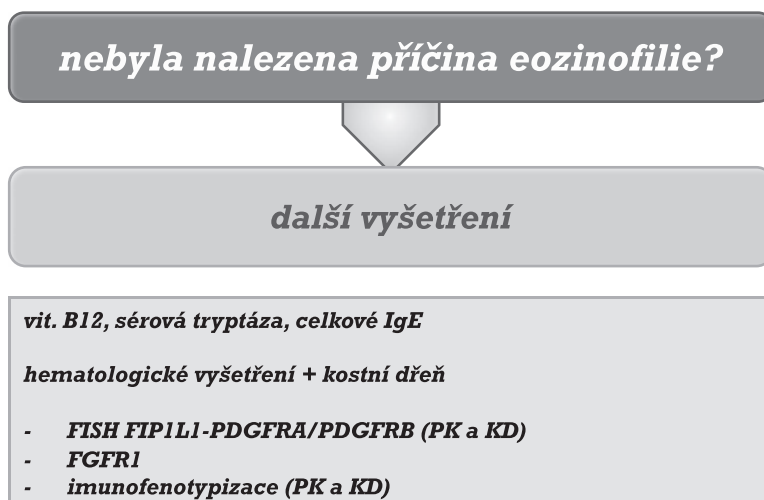 nebyla nalezena příčina eozinofilie?
další vyšetření
vit. B12, sérová tryptáza, celkové IgE
hematologické vyšetření + kostní dřeň
- FISH FIP1L1-PDGFRA/PDGFRB (PK a KD)
- FGFR1
- imunofenotypizace (PK a KD)